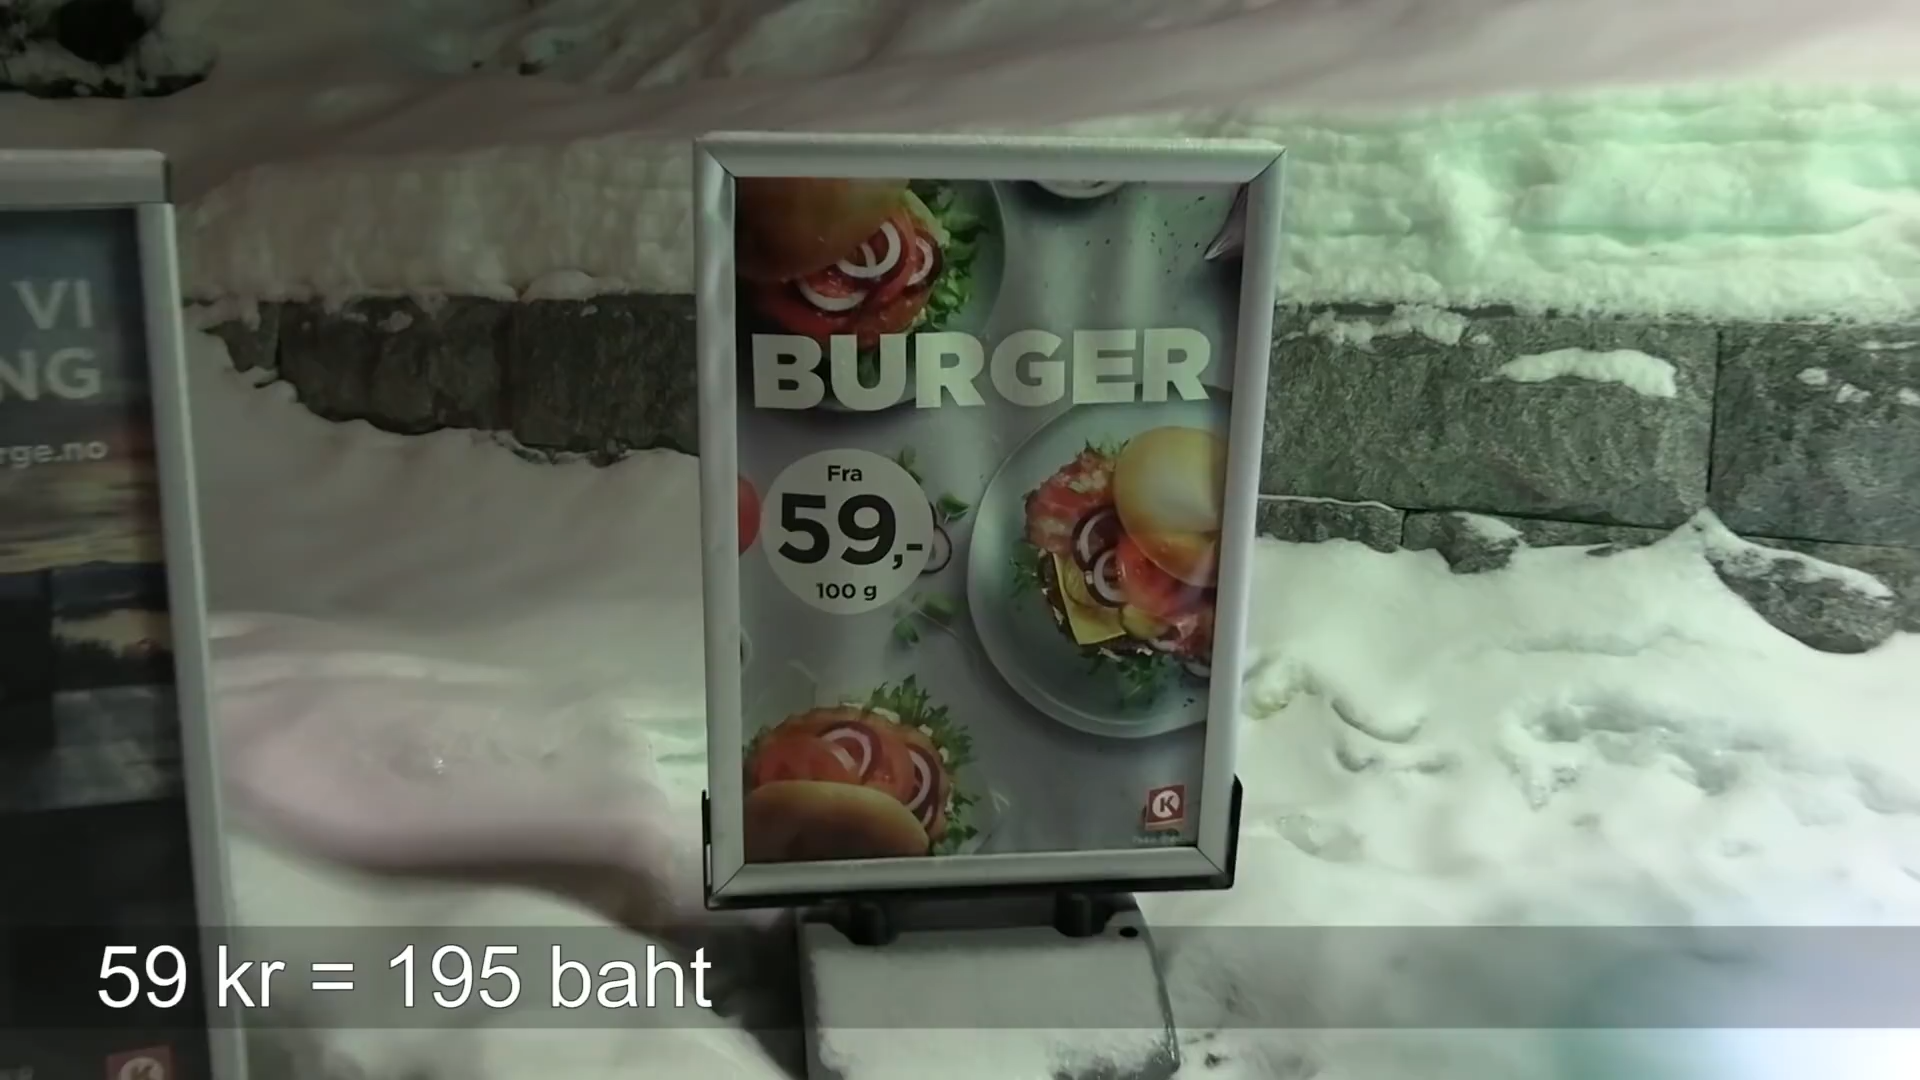 VI
NG
rge.no
BURGER
Fra
59,-
100 g
K
K
59 kr = 195 baht